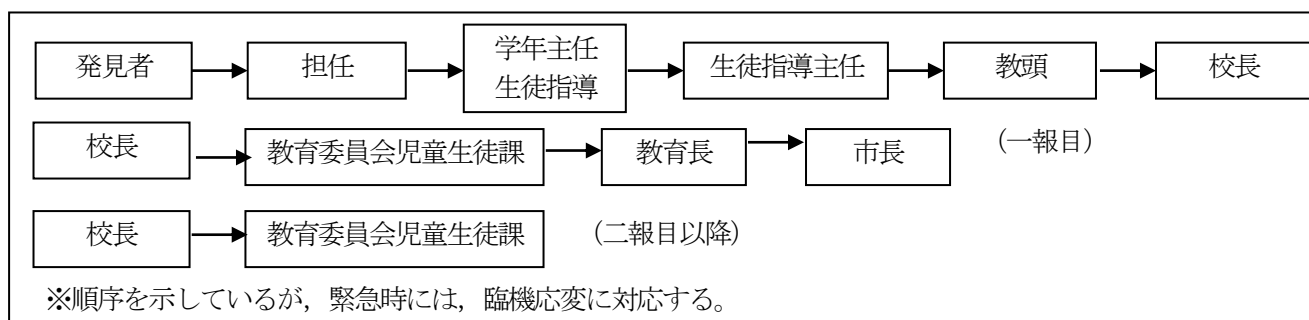 発見者 担任 学年主任 生徒指導主任 教頭 校長
生徒指導
校長 教育委員会児童生徒課 教育長 市長 (一報目)
校長 教育委員会児童生徒課 (二報目以降)
※順序を示しているが,緊急時には,臨機応変に対応する。